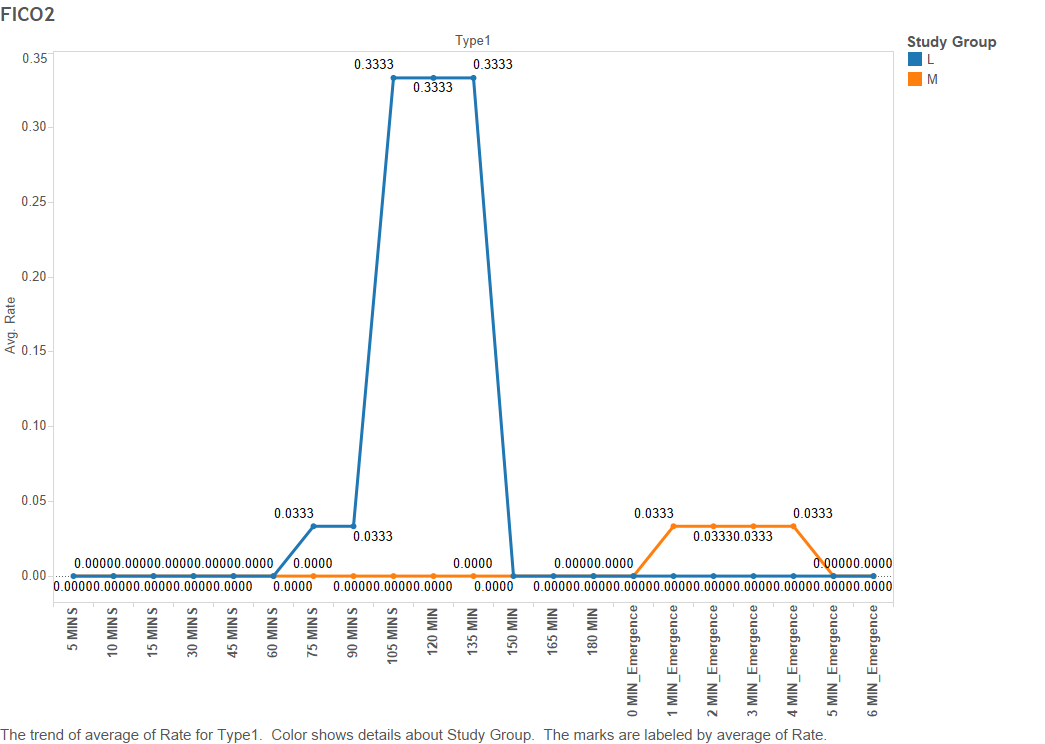 FICO2
Type1
Study Group
L
M
Avg. Rate
0.35
0.30
0.25
0.20
0.15
0.10
0.05
0.00
0.3333
0.3333
0.3333
0.0333
0.0333
0.0333
0.0333
0.03330.0333
0.00000.00000.00000.00000.0000
0.0000
0.0000
0.00000.0000
0.00000.0000
0.00000.00000.00000.00000.0000
0.0000
0.00000.00000.0000
0.0000
0.00000.00000.00000.00000.00000.00000.00000.00000.0000
5 MINS
10 MINS
15 MINS
30 MINS
45 MINS
60 MINS
75 MINS
90 MINS
105 MINS
120 MIN
135 MIN
150 MIN
165 MIN
180 MIN
0 MIN_Emergence
1 MIN_Emergence
2 MIN_Emergence
3 MIN_Emergence
4 MIN_Emergence
5 MIN_Emergence
6 MIN_Emergence
The trend of average of Rate for Type1.  Color shows details about Study Group.  The marks are labeled by average of Rate.